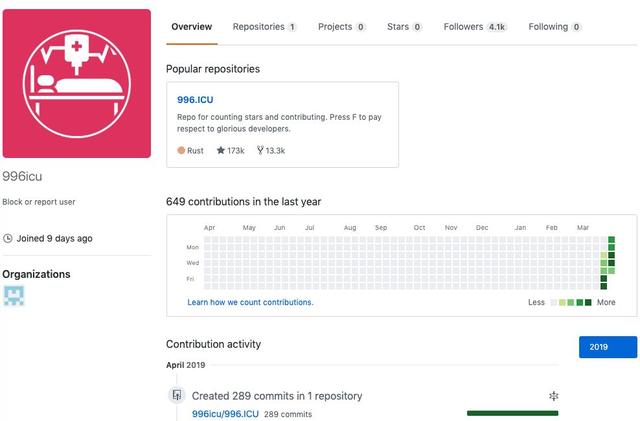 Overview Repositories 1 Projects 0 Stars 0 Followers 4.1k Following 0
Popular repositories
996.ICU
Repo for counting stars and contributing. Press F to pay
respect to glorious developers.
Rust 173k 13.3k
996icu
Block or report user
Joined 9 days ago
Organizations
649 contributions in the last year
Apr May Jun Jul Aug Sep Oct Nov Dec Jan Feb Mar
Mon
Wed
Fri
Learn how we count contributions. Less More
Contribution activity 2019
April 2019
Created 289 commits in 1 repository
996icu/996.ICU 289 commits